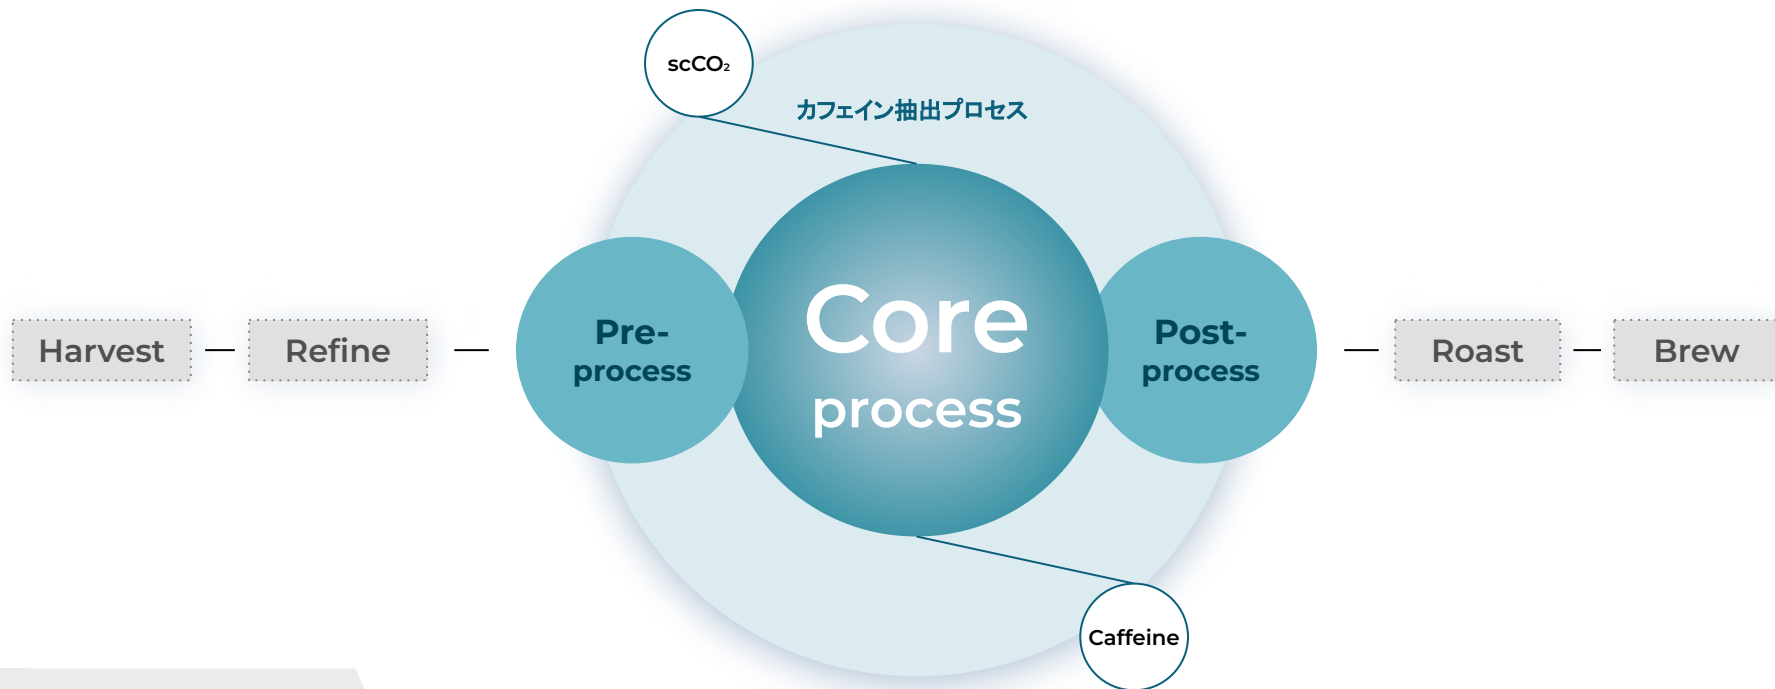 scCO₂
カフェイン抽出プロセス
Harvest
Refine
Pre-
process
Core
process
Post-
process
Roast
Brew
Caffeine